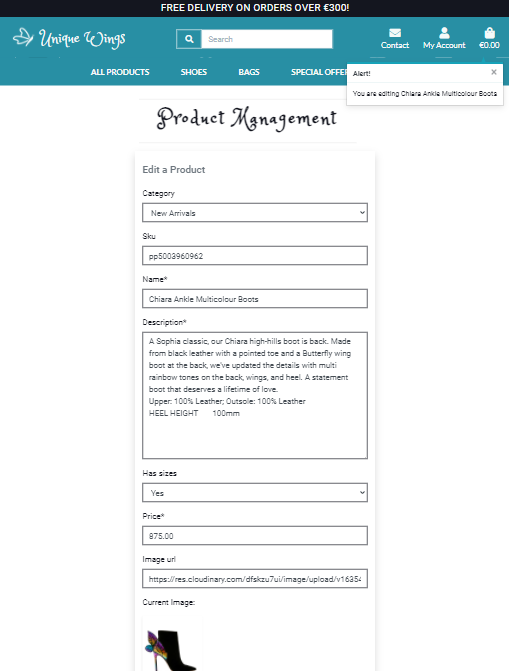 FREE DELIVERY ON ORDERS OVER €300!
Unique Wings
Search
Contact
My Account
€0.00
ALL PRODUCTS
SHOES
BAGS
SPECIAL OFFE
Alert!
×
You are editing Chiara Ankle Multicolour Boots
Product Management
Edit a Product
Category
New Arrivals
Sku
pp5003960962
Name*
Chiara Ankle Multicolour Boots
Description*
A Sophia classic, our Chiara high-hills boot is back. Made
from black leather with a pointed toe and a Butterfly wing
boot at the back, we've updated the details with multi
rainbow tones on the back, wings, and heel. A statement
boot that deserves a lifetime of love.
Upper: 100% Leather; Outsole: 100% Leather
HEEL HEIGHT 100mm
Has sizes
Yes
Price*
875.00
Image url
https://res.cloudinary.com/dfskzu7ui/image/upload/v16354
Current Image: